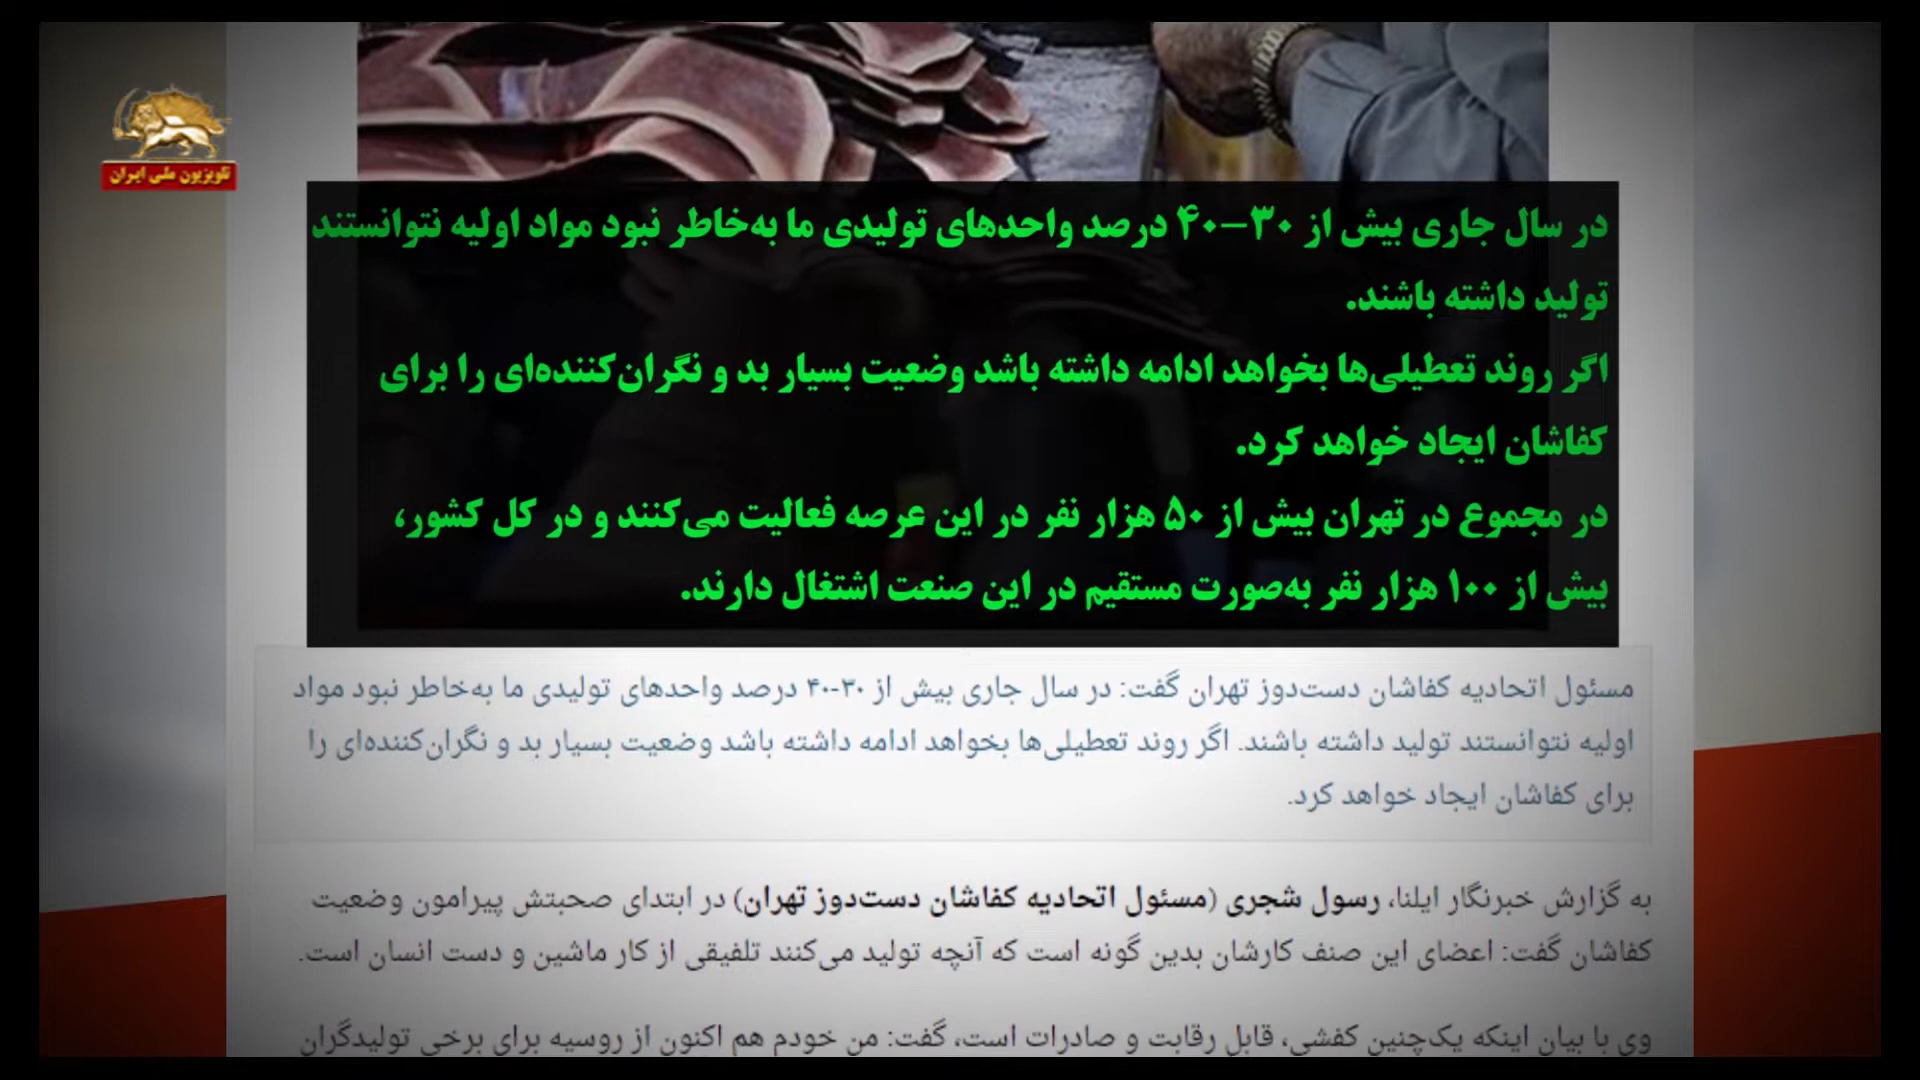 تلویزیون ملی ایران
در سال جاری بیش از ۳۰–۴۰ درصد واحدهای تولیدی ما به‌خاطر نبود مواد اولیه نتوانستند
تولید داشته باشند.
اگر روند تعطیلی‌ها بخواهد ادامه داشته باشد وضعیت بسیار بد و نگران‌کننده‌ای را برای
کفاشان ایجاد خواهد کرد.
در مجموع در تهران بیش از ۵۰ هزار نفر در این عرصه فعالیت می‌کنند و در کل کشور،
بیش از ۱۰۰ هزار نفر به‌صورت مستقیم در این صنعت اشتغال دارند.
مسئول اتحادیه کفاشان دست‌دوز تهران گفت: در سال جاری بیش از ۳۰-۴۰ درصد واحدهای تولیدی ما به‌خاطر نبود مواد
اولیه نتوانستند تولید داشته باشند. اگر روند تعطیلی‌ها بخواهد ادامه داشته باشد وضعیت بسیار بد و نگران‌کننده‌ای را
برای کفاشان ایجاد خواهد کرد.
به گزارش خبرنگار ایلنا، رسول شجری (مسئول اتحادیه کفاشان دست‌دوز تهران) در ابتدای صحبتش پیرامون وضعیت
کفاشان گفت: اعضای این صنف کارشان بدین گونه است که آنچه تولید می‌کنند تلفیقی از کار ماشین و دست انسان است.
وی با بیان اینکه یک‌چنین کفشی، قابل رقابت و صادرات است، گفت: من خودم هم اکنون از روسیه برای برخی تولیدگران